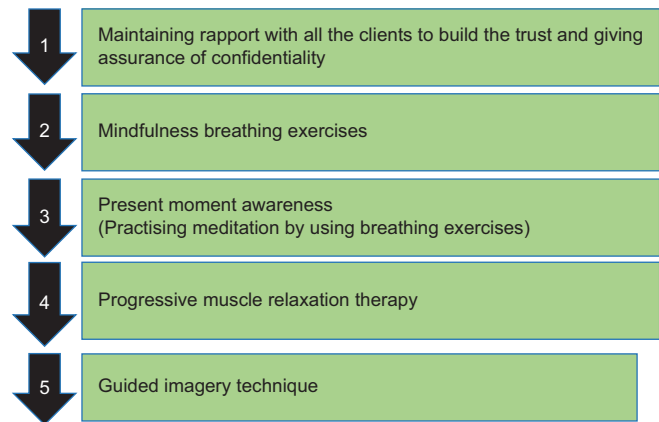 1
Maintaining rapport with all the clients to build the trust and giving
assurance of confidentiality
2
Mindfulness breathing exercises
3
Present moment awareness
(Practising meditation by using breathing exercises)
4
Progressive muscle relaxation therapy
5
Guided imagery technique